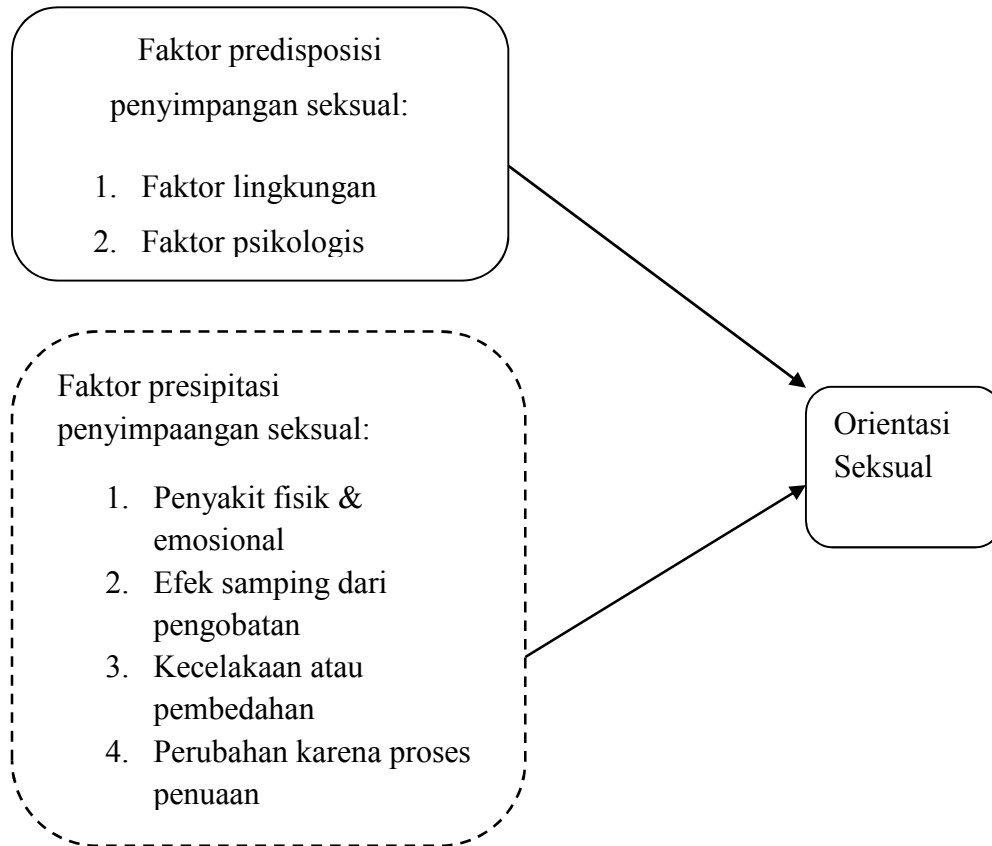 Faktor predisposisi
penyimpangan seksual:
1. Faktor lingkungan
2. Faktor psikologis
Faktor presipitasi
penyimpaangan seksual:
1. Penyakit fisik &
emosional
2. Efek samping dari
pengobatan
3. Kecelakaan atau
pembedahan
4. Perubahan karena proses
penuaan
Orientasi
Seksual